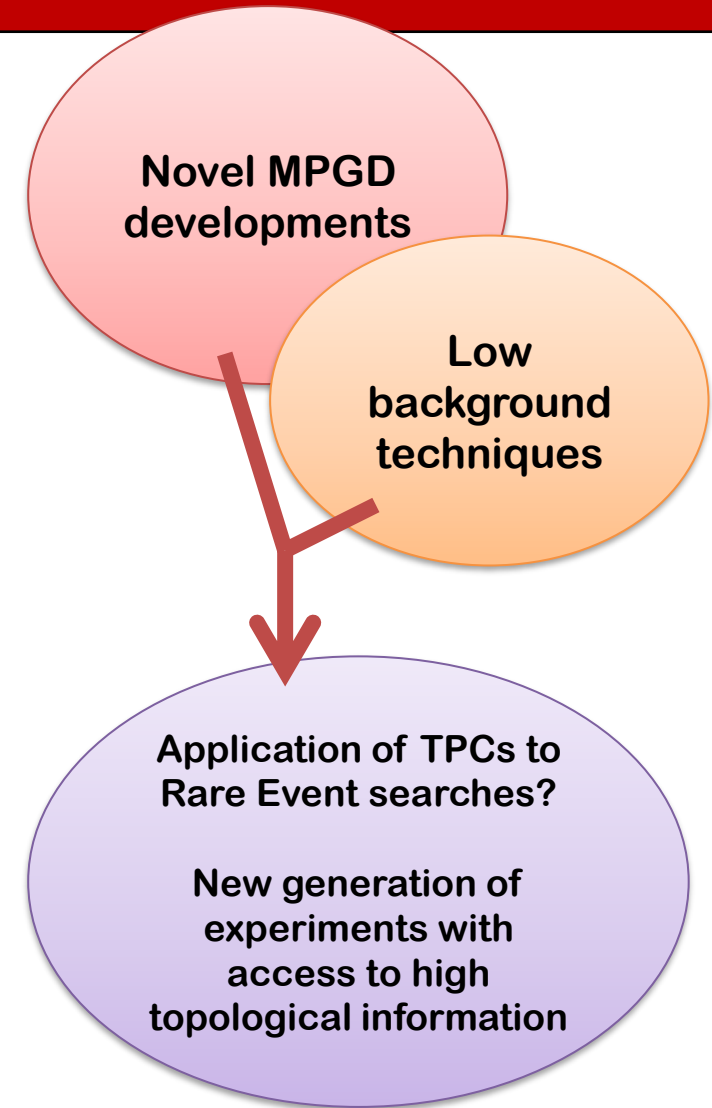 Novel MPGD
developments
Low
background
techniques
Application of TPCs to
Rare Event searches?
New generation of
experiments with
access to high
topological information